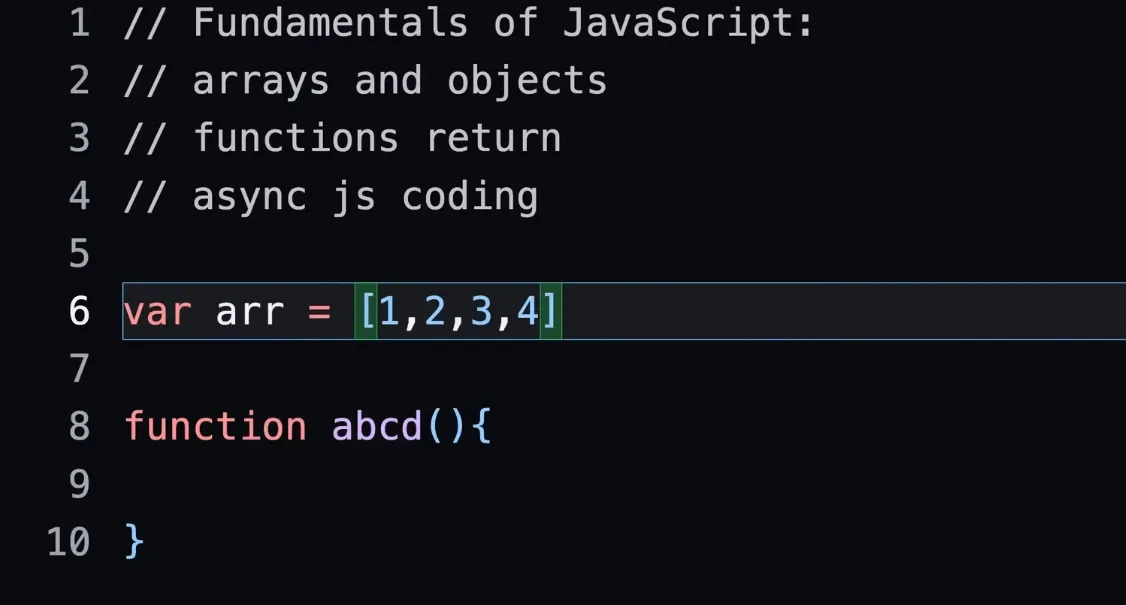 1 // Fundamentals of JavaScript:
2 // arrays and objects
3 // functions return
4 // async js coding
5
6 var arr = [1,2,3,4]
7
8 function abcd(){
9
10 }